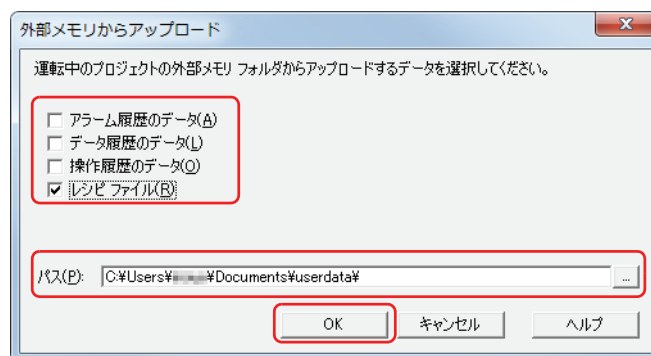 外部メモリからアップロード
運転中のプロジェクトの外部メモリ フォルダからアップロードするデータを選択してください。
アラーム履歴のデータ(A)
データ履歴のデータ(L)
操作履歴のデータ(O)
レシピ ファイル(R)
パス(P): C:¥Users¥ ¥Documents¥userdata¥ ...
OK キャンセル ヘルプ